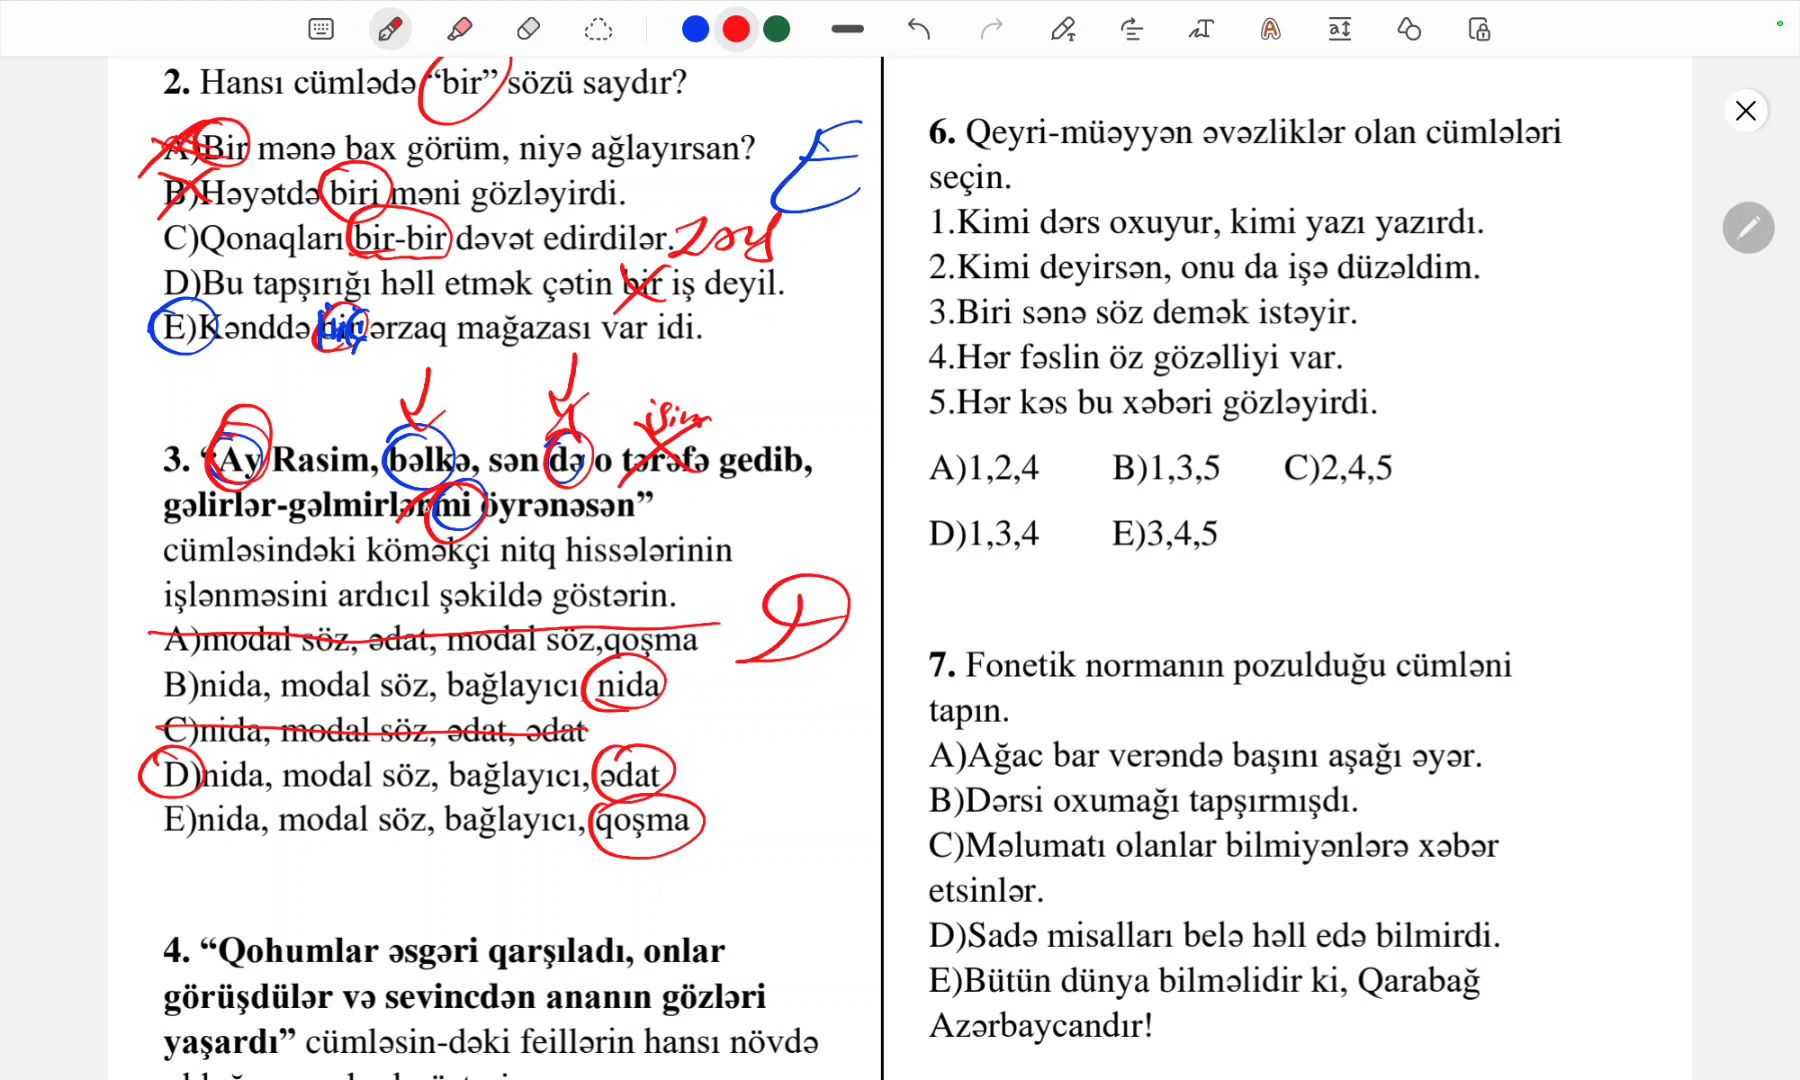 2. Hansı cümlədə “bir” sözü saydır?
A)Bir mənə bax görüm, niyə ağlayırsan?
B)Həyətdə biri məni gözləyirdi.
C)Qonaqları bir-bir dəvət edirdilər.
zəy
D)Bu tapşırığı həll etmək çətin bir iş deyil.
E)Kənddə bir ərzaq mağazası var idi.
E
isim
3. “Ay Rasim, bəlkə, sən də o tərəfə gedib,
gəlirlər-gəlmirlərmi öyrənəsən”
cümləsindəki köməkçi nitq hissələrinin
işlənməsini ardıcıl şəkildə göstərin.
A)modal söz, ədat, modal söz,qoşma
B)nida, modal söz, bağlayıcı, nida
C)nida, modal söz, ədat, ədat
D)nida, modal söz, bağlayıcı, ədat
E)nida, modal söz, bağlayıcı, qoşma
D
4. “Qohumlar əsgəri qarşıladı, onlar
görüşdülər və sevincdən ananın gözləri
yaşardı” cümləsin-dəki feillərin hansı növdə
6. Qeyri-müəyyən əvəzliklər olan cümlələri
seçin.
1.Kimi dərs oxuyur, kimi yazı yazırdı.
2.Kimi deyirsən, onu da işə düzəldim.
3.Biri sənə söz demək istəyir.
4.Hər fəslin öz gözəlliyi var.
5.Hər kəs bu xəbəri gözləyirdi.
A)1,2,4 B)1,3,5 C)2,4,5
D)1,3,4 E)3,4,5
7. Fonetik normanın pozulduğu cümləni
tapın.
A)Ağac bar verəndə başını aşağı əyər.
B)Dərsi oxumağı tapşırmışdı.
C)Məlumatı olanlar bilmiyənlərə xəbər
etsinlər.
D)Sadə misalları belə həll edə bilmirdi.
E)Bütün dünya bilməlidir ki, Qarabağ
Azərbaycandır!